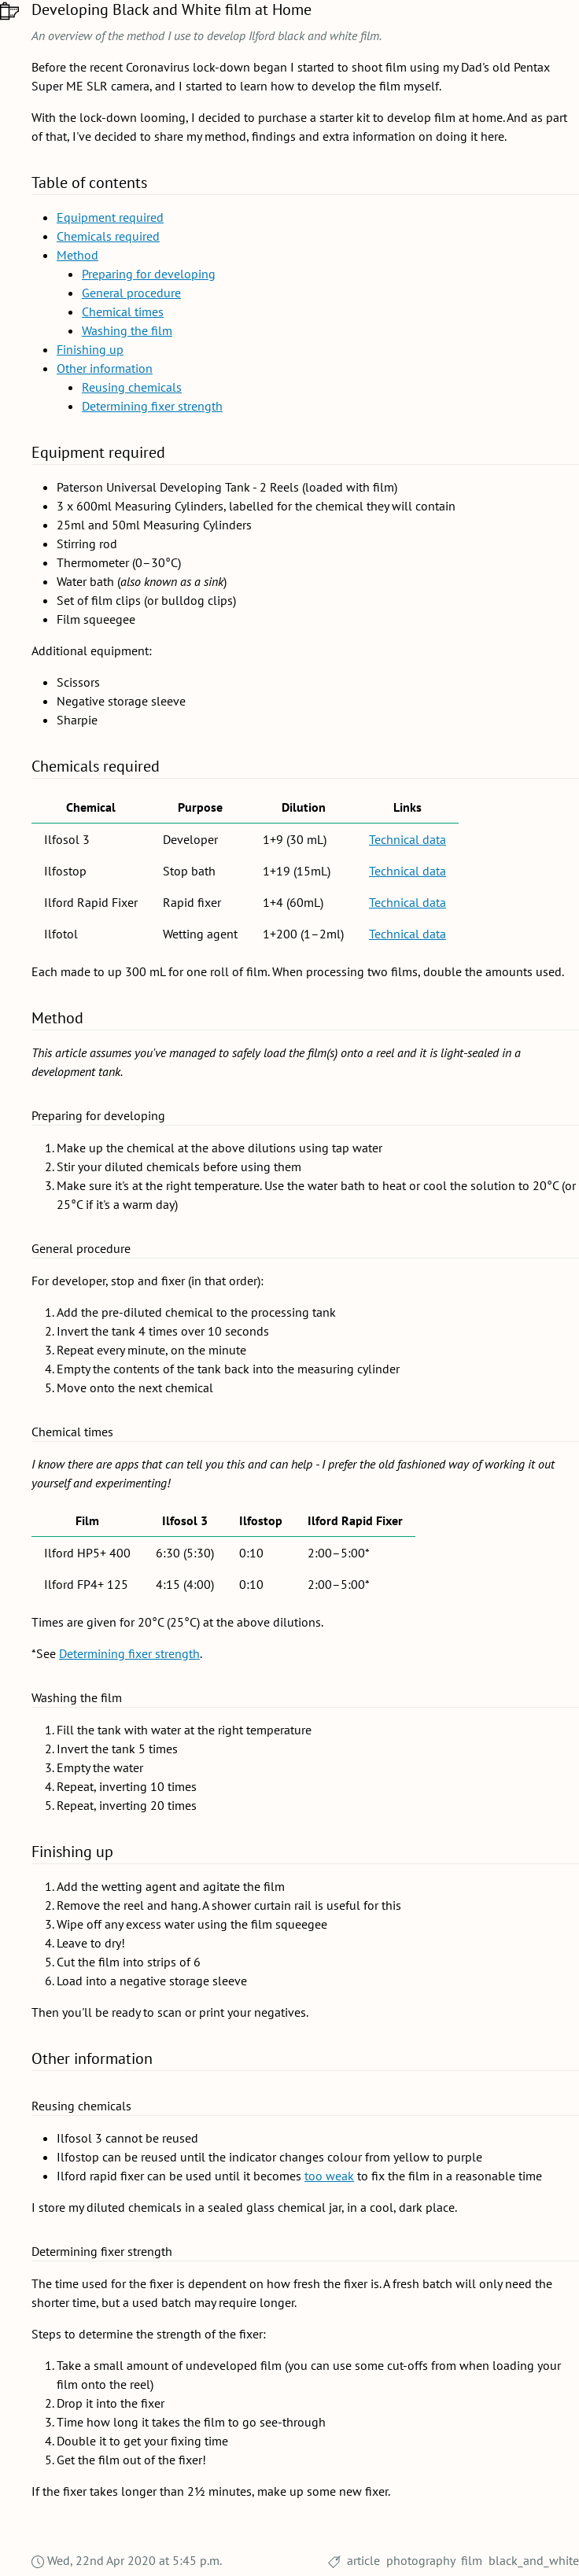 Developing Black and White film at Home
An overview of the method I use to develop Ilford black and white film.
Before the recent Coronavirus lock-down began I started to shoot film using my Dad's old Pentax
Super ME SLR camera, and I started to learn how to develop the film myself.
With the lock-down looming, I decided to purchase a starter kit to develop film at home. And as part
of that, I've decided to share my method, findings and extra information on doing it here.
Table of contents
• Equipment required
• Chemicals required
• Method
• Preparing for developing
• General procedure
• Chemical times
• Washing the film
• Finishing up
• Other information
• Reusing chemicals
• Determining fixer strength
Equipment required
• Paterson Universal Developing Tank - 2 Reels (loaded with film)
• 3 x 600ml Measuring Cylinders, labelled for the chemical they will contain
• 25ml and 50ml Measuring Cylinders
• Stirring rod
• Thermometer (0–30°C)
• Water bath (also known as a sink)
• Set of film clips (or bulldog clips)
• Film squeegee
Additional equipment:
• Scissors
• Negative storage sleeve
• Sharpie
Chemicals required
Chemical Purpose Dilution Links
Ilfosol 3 Developer 1+9 (30 mL) Technical data
Ilfostop Stop bath 1+19 (15mL) Technical data
Ilford Rapid Fixer Rapid fixer 1+4 (60mL) Technical data
Ilfotol Wetting agent 1+200 (1–2ml) Technical data
Each made to up 300 mL for one roll of film. When processing two films, double the amounts used.
Method
This article assumes you've managed to safely load the film(s) onto a reel and it is light-sealed in a
development tank.
Preparing for developing
1. Make up the chemical at the above dilutions using tap water
2. Stir your diluted chemicals before using them
3. Make sure it's at the right temperature. Use the water bath to heat or cool the solution to 20°C (or
25°C if it's a warm day)
General procedure
For developer, stop and fixer (in that order):
1. Add the pre-diluted chemical to the processing tank
2. Invert the tank 4 times over 10 seconds
3. Repeat every minute, on the minute
4. Empty the contents of the tank back into the measuring cylinder
5. Move onto the next chemical
Chemical times
I know there are apps that can tell you this and can help - I prefer the old fashioned way of working it out
yourself and experimenting!
Film Ilfosol 3 Ilfostop Ilford Rapid Fixer
Ilford HP5+ 400 6:30 (5:30) 0:10 2:00–5:00*
Ilford FP4+ 125 4:15 (4:00) 0:10 2:00–5:00*
Times are given for 20°C (25°C) at the above dilutions.
*See Determining fixer strength.
Washing the film
1. Fill the tank with water at the right temperature
2. Invert the tank 5 times
3. Empty the water
4. Repeat, inverting 10 times
5. Repeat, inverting 20 times
Finishing up
1. Add the wetting agent and agitate the film
2. Remove the reel and hang. A shower curtain rail is useful for this
3. Wipe off any excess water using the film squeegee
4. Leave to dry!
5. Cut the film into strips of 6
6. Load into a negative storage sleeve
Then you'll be ready to scan or print your negatives.
Other information
Reusing chemicals
• Ilfosol 3 cannot be reused
• Ilfostop can be reused until the indicator changes colour from yellow to purple
• Ilford rapid fixer can be used until it becomes too weak to fix the film in a reasonable time
I store my diluted chemicals in a sealed glass chemical jar, in a cool, dark place.
Determining fixer strength
The time used for the fixer is dependent on how fresh the fixer is. A fresh batch will only need the
shorter time, but a used batch may require longer.
Steps to determine the strength of the fixer:
1. Take a small amount of undeveloped film (you can use some cut-offs from when loading your
film onto the reel)
2. Drop it into the fixer
3. Time how long it takes the film to go see-through
4. Double it to get your fixing time
5. Get the film out of the fixer!
If the fixer takes longer than 2½ minutes, make up some new fixer.
Wed, 22nd Apr 2020 at 5:45 p.m. article photography film black_and_white